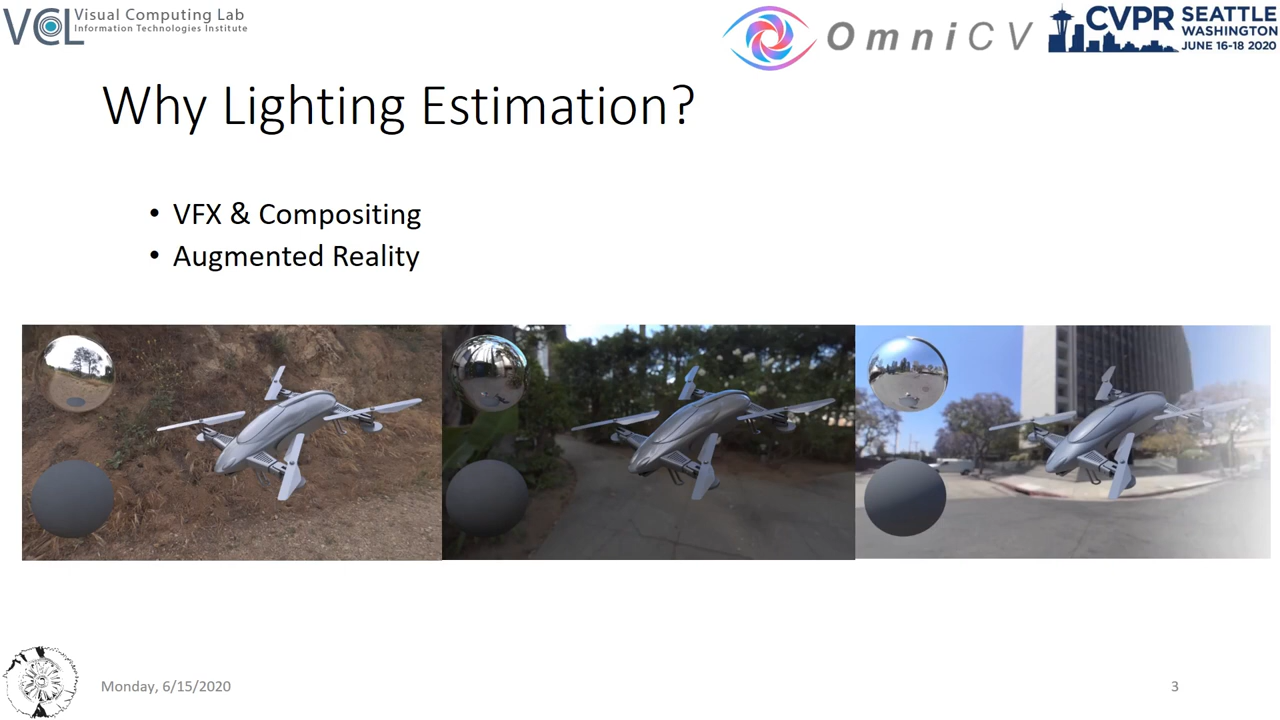 VCL Visual Computing Lab
Information Technologies Institute
OmniCV
CVPR SEATTLE
WASHINGTON
JUNE 16-18 2020
Why Lighting Estimation?
• VFX & Compositing
• Augmented Reality
Monday, 6/15/2020
3